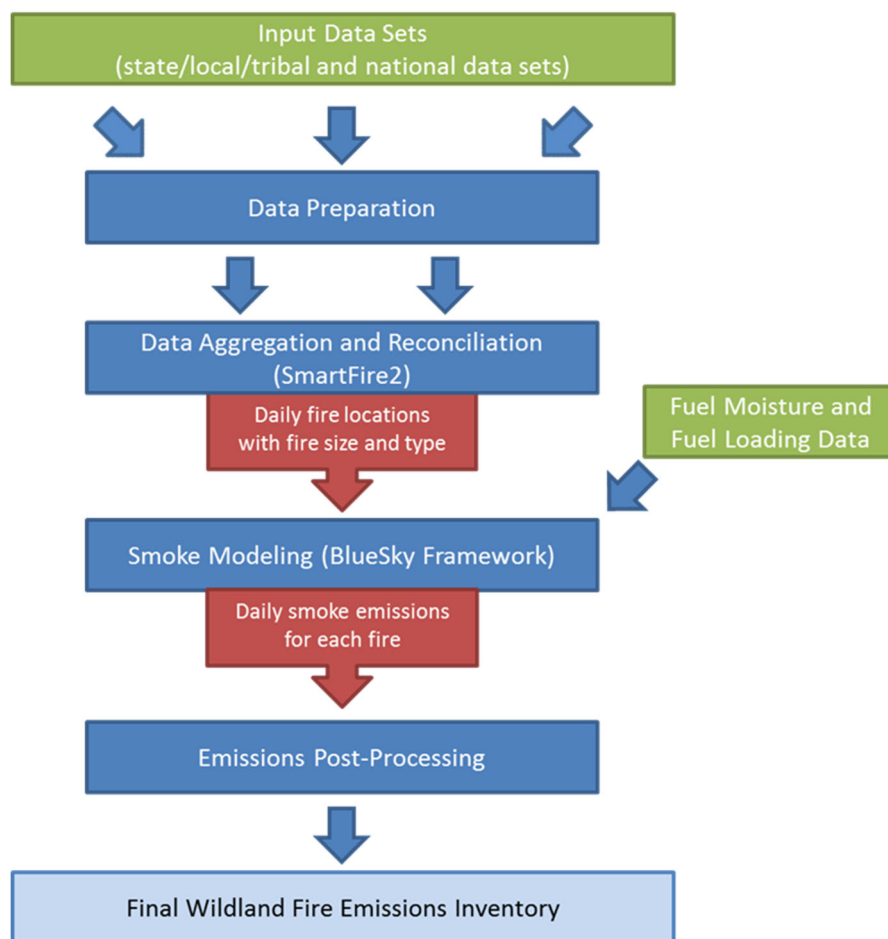 Input Data Sets
(state/local/tribal and national data sets)
Data Preparation
Data Aggregation and Reconciliation
(SmartFire2)
Daily fire locations
with fire size and type
Fuel Moisture and
Fuel Loading Data
Smoke Modeling (BlueSky Framework)
Daily smoke emissions
for each fire
Emissions Post-Processing
Final Wildland Fire Emissions Inventory